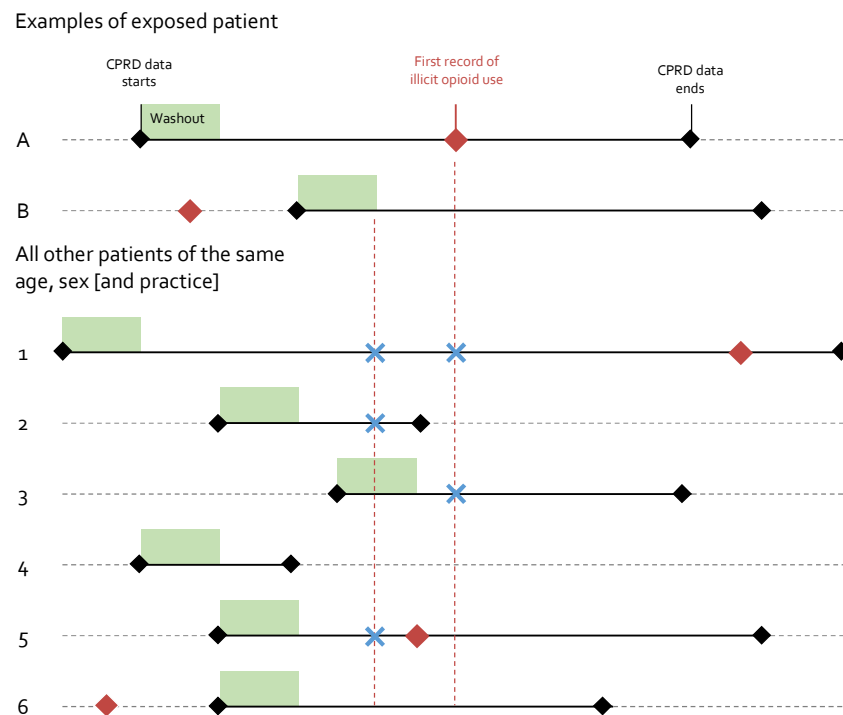 Examples of exposed patient
CPRD data
starts
First record of
illicit opioid use
CPRD data
ends
Washout
A
B
All other patients of the same
age, sex [and practice]
1
2
3
4
5
6